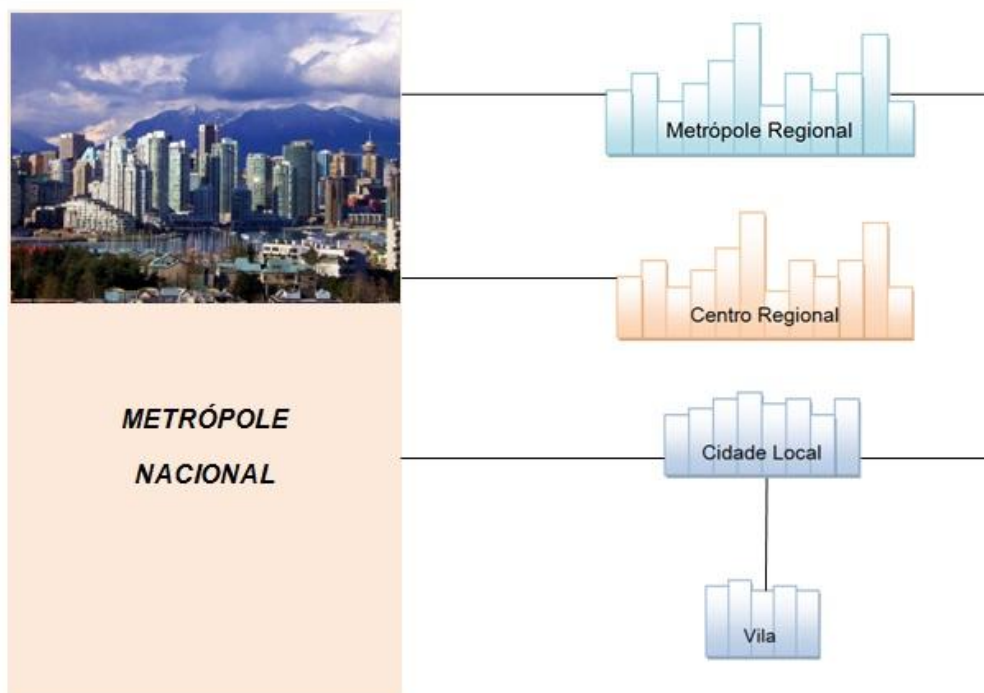 METRÓPOLE
NACIONAL
Metrópole Regional
Centro Regional
Cidade Local
Vila